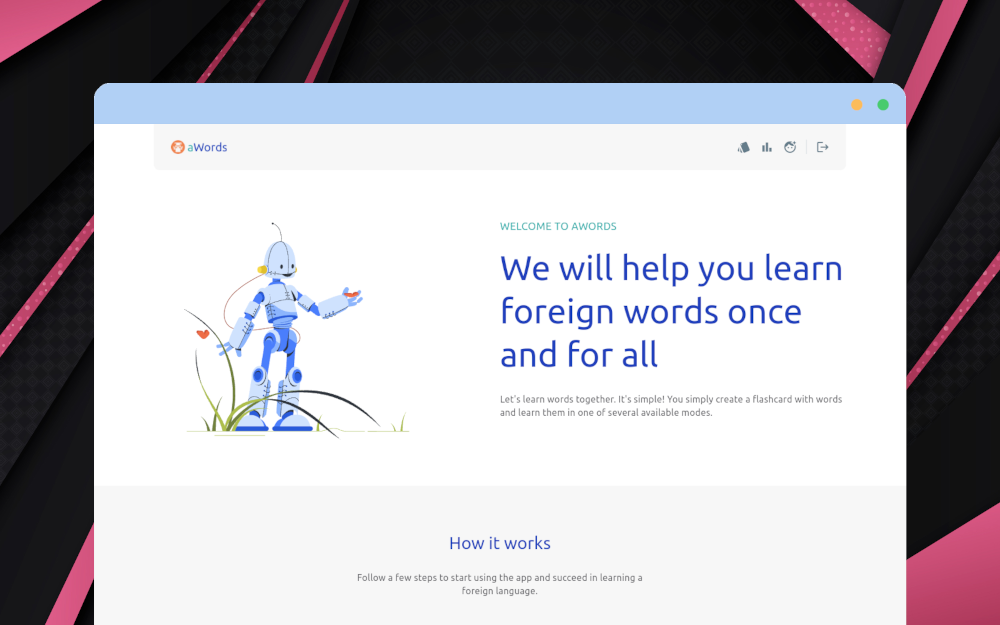 aWords
WELCOME TO AWORDS
We will help you learn
foreign words once
and for all
Let's learn words together. It's simple! You simply create a flashcard with words
and learn them in one of several available modes.
How it works
Follow a few steps to start using the app and succeed in learning a
foreign language.